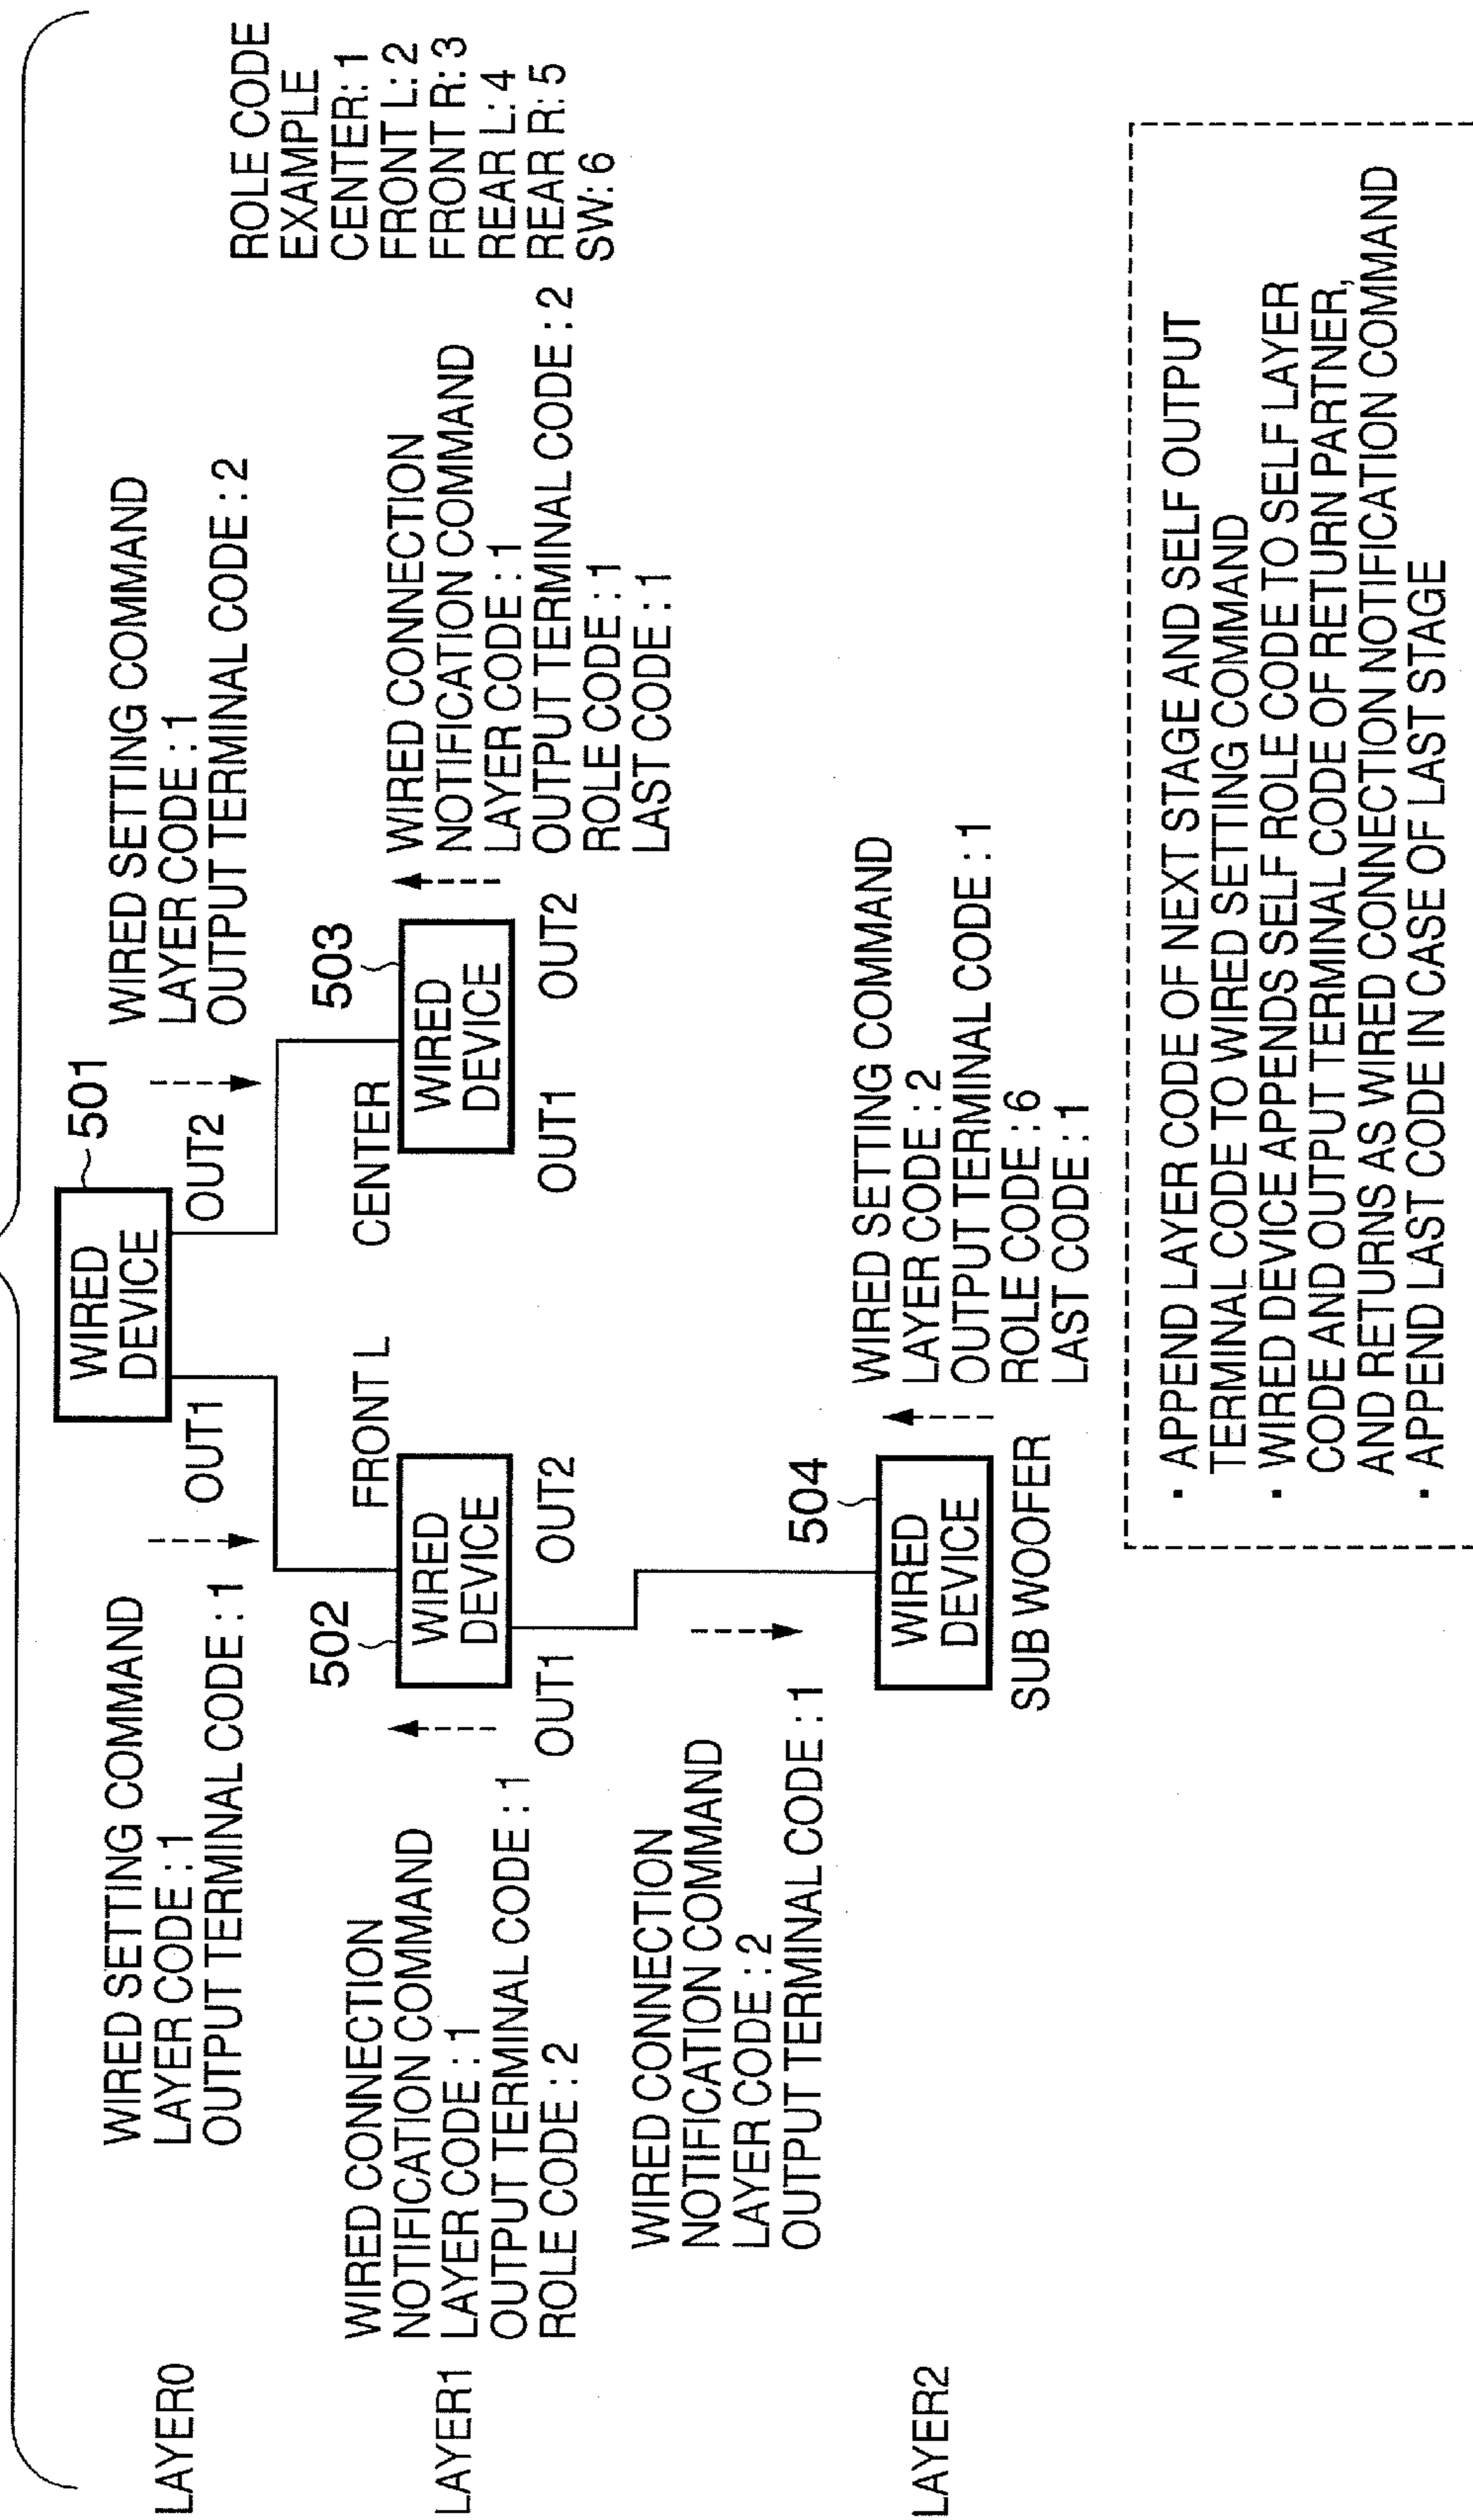 LAYER0
WIRED SETTING COMMAND
LAYER CODE : 1
OUTPUT TERMINAL CODE : 1
OUT1
WIRED
DEVICE
501
OUT2
WIRED SETTING COMMAND
LAYER CODE : 1
OUTPUT TERMINAL CODE : 2
ROLE CODE
EXAMPLE
CENTER: 1
FRONT L: 2
FRONT R: 3
REAR L: 4
REAR R: 5
SW: 6
LAYER1
WIRED CONNECTION
NOTIFICATION COMMAND
LAYER CODE : 1
OUTPUT TERMINAL CODE : 1
ROLE CODE : 2
502
FRONT L
WIRED
DEVICE
OUT1
OUT2
CENTER
503
WIRED
DEVICE
OUT1
OUT2
WIRED CONNECTION
NOTIFICATION COMMAND
LAYER CODE : 1
OUTPUT TERMINAL CODE : 2
ROLE CODE : 1
LAST CODE : 1
WIRED CONNECTION
NOTIFICATION COMMAND
LAYER CODE : 2
OUTPUT TERMINAL CODE : 1
LAYER2
504
WIRED
DEVICE
SUB WOOFER
WIRED SETTING COMMAND
LAYER CODE : 2
OUTPUT TERMINAL CODE : 1
ROLE CODE : 6
LAST CODE : 1
• APPEND LAYER CODE OF NEXT STAGE AND SELF OUTPUT
TERMINAL CODE TO WIRED SETTING COMMAND
• WIRED DEVICE APPENDS SELF ROLE CODE TO SELF LAYER
CODE AND OUTPUT TERMINAL CODE OF RETURN PARTNER,
AND RETURNS AS WIRED CONNECTION NOTIFICATION COMMAND
• APPEND LAST CODE IN CASE OF LAST STAGE